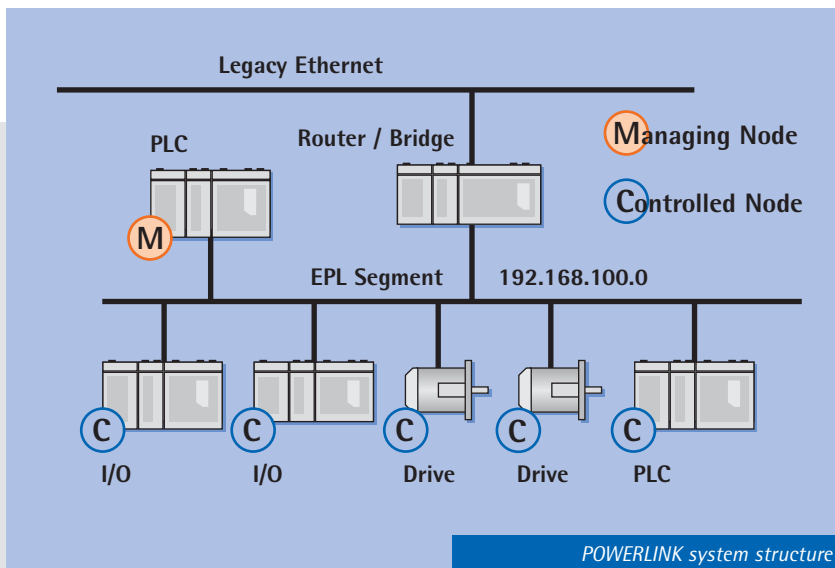 Legacy Ethernet
PLC
Router / Bridge
Managing Node
Controlled Node
M
EPL Segment 192.168.100.0
C C C C C
I/O I/O Drive Drive PLC
POWERLINK system structure